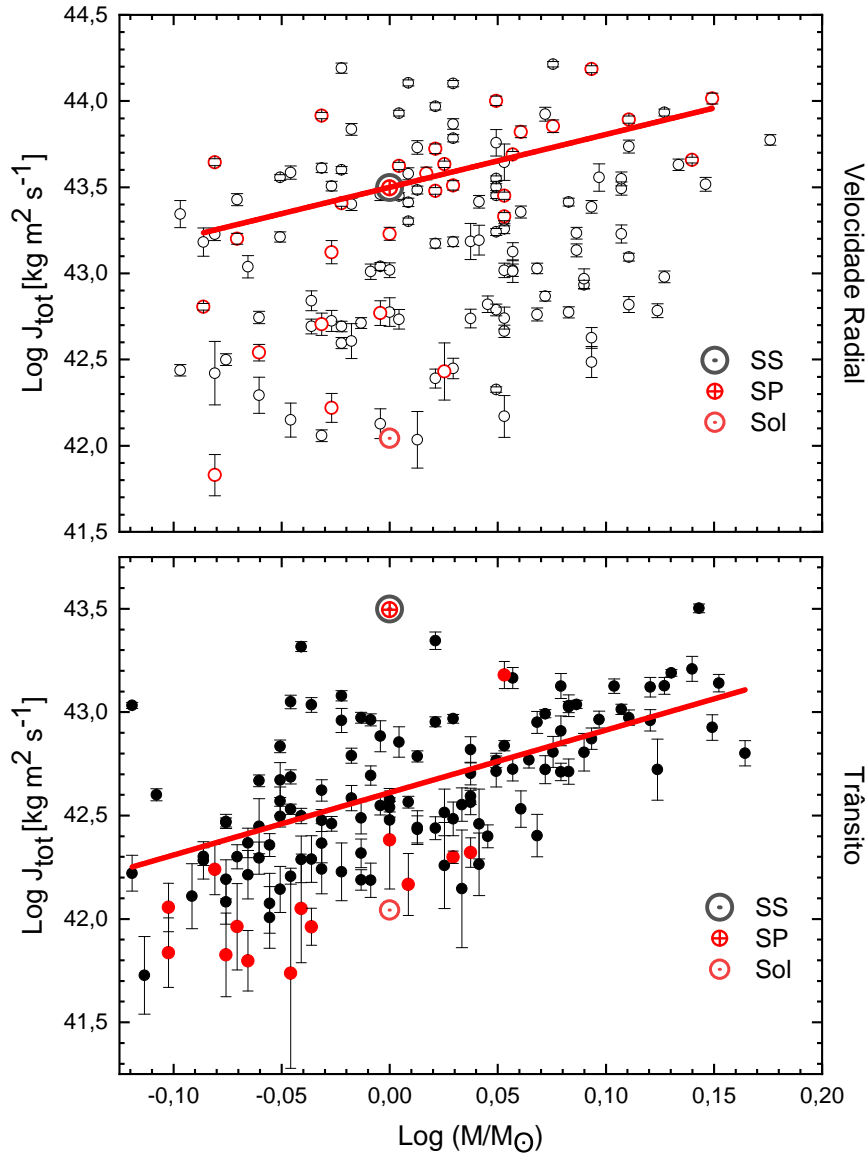 44,5
44,0
43,5
43,0
42,5
42,0
41,5
Log J_tot [kg m² s⁻¹]
Velocidade Radial
SS
SP
Sol
43,5
43,0
42,5
42,0
41,5
Log J_tot [kg m² s⁻¹]
Trânsito
SS
SP
Sol
-0,10 -0,05 0,00 0,05 0,10 0,15 0,20
Log (M/M⊙)